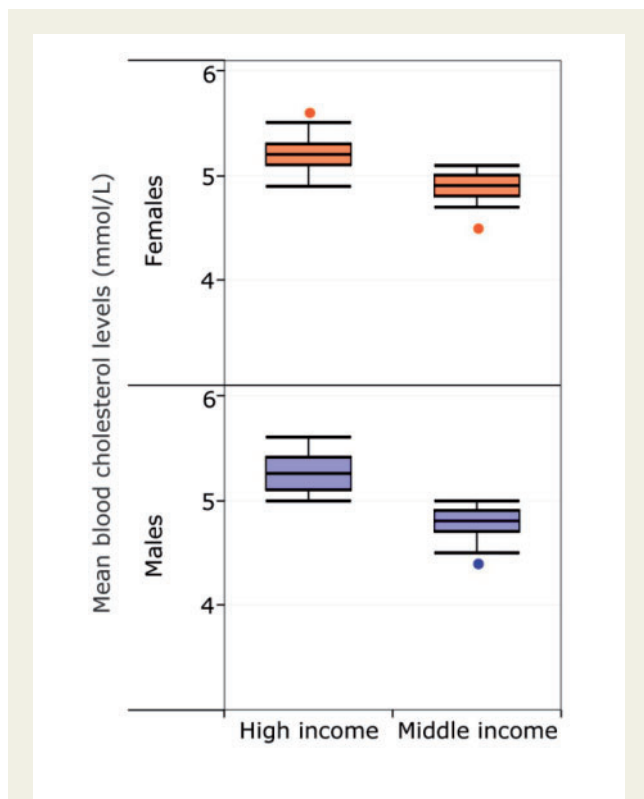 Mean blood cholesterol levels (mmol/L)
Females
6
5
4
Males
6
5
4
High income
Middle income